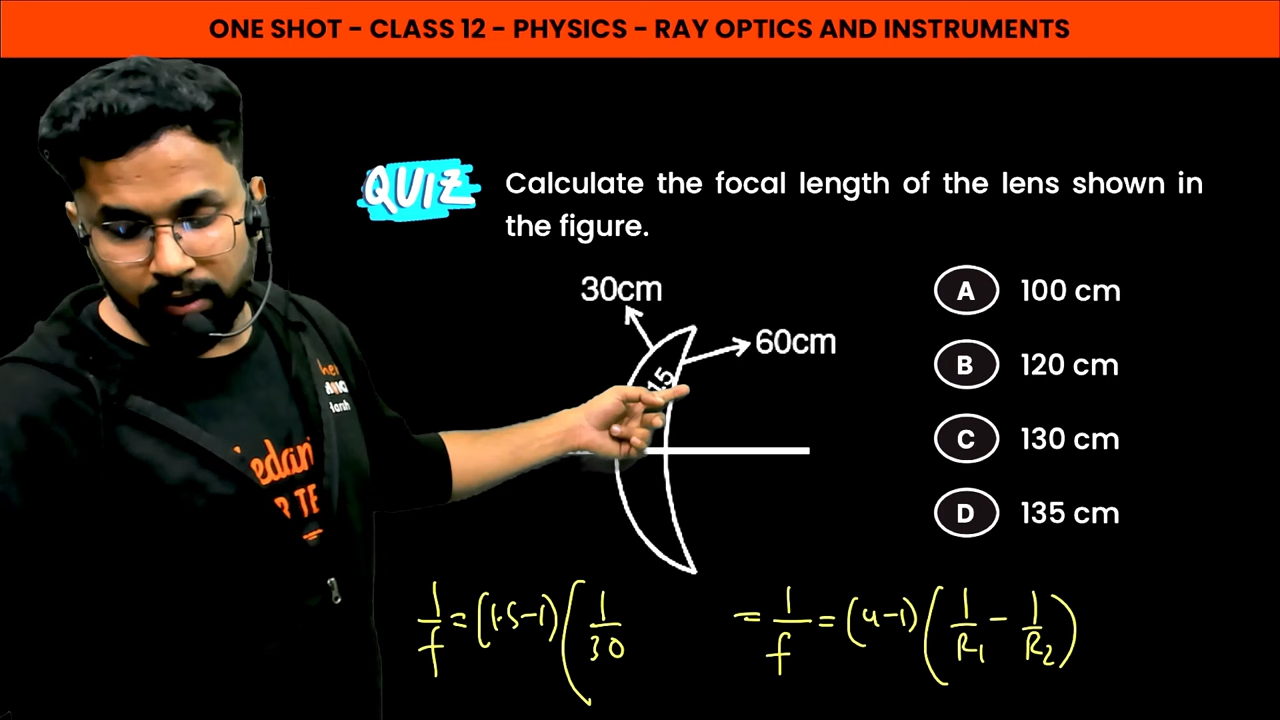 ONE SHOT - CLASS 12 - PHYSICS - RAY OPTICS AND INSTRUMENTS
QUIZ
Calculate the focal length of the lens shown in
the figure.
30cm
60cm
1.5
A 100 cm
B 120 cm
C 130 cm
D 135 cm
1/f = (1.5-1)(1/30
= 1/f = (u-1)(1/R1 - 1/R2)